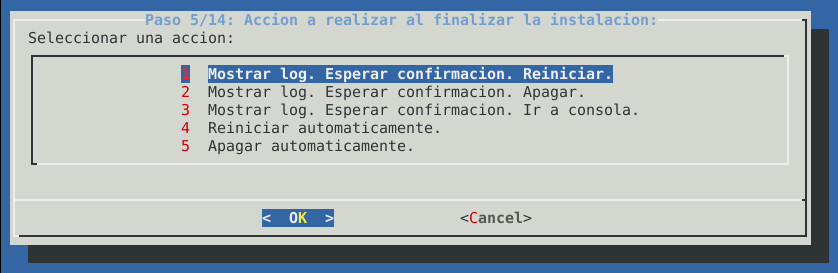 Paso 5/14: Accion a realizar al finalizar la instalacion:
Seleccionar una accion:
1 Mostrar log. Esperar confirmacion. Reiniciar.
2 Mostrar log. Esperar confirmacion. Apagar.
3 Mostrar log. Esperar confirmacion. Ir a consola.
4 Reiniciar automaticamente.
5 Apagar automaticamente.
< OK > <Cancel>